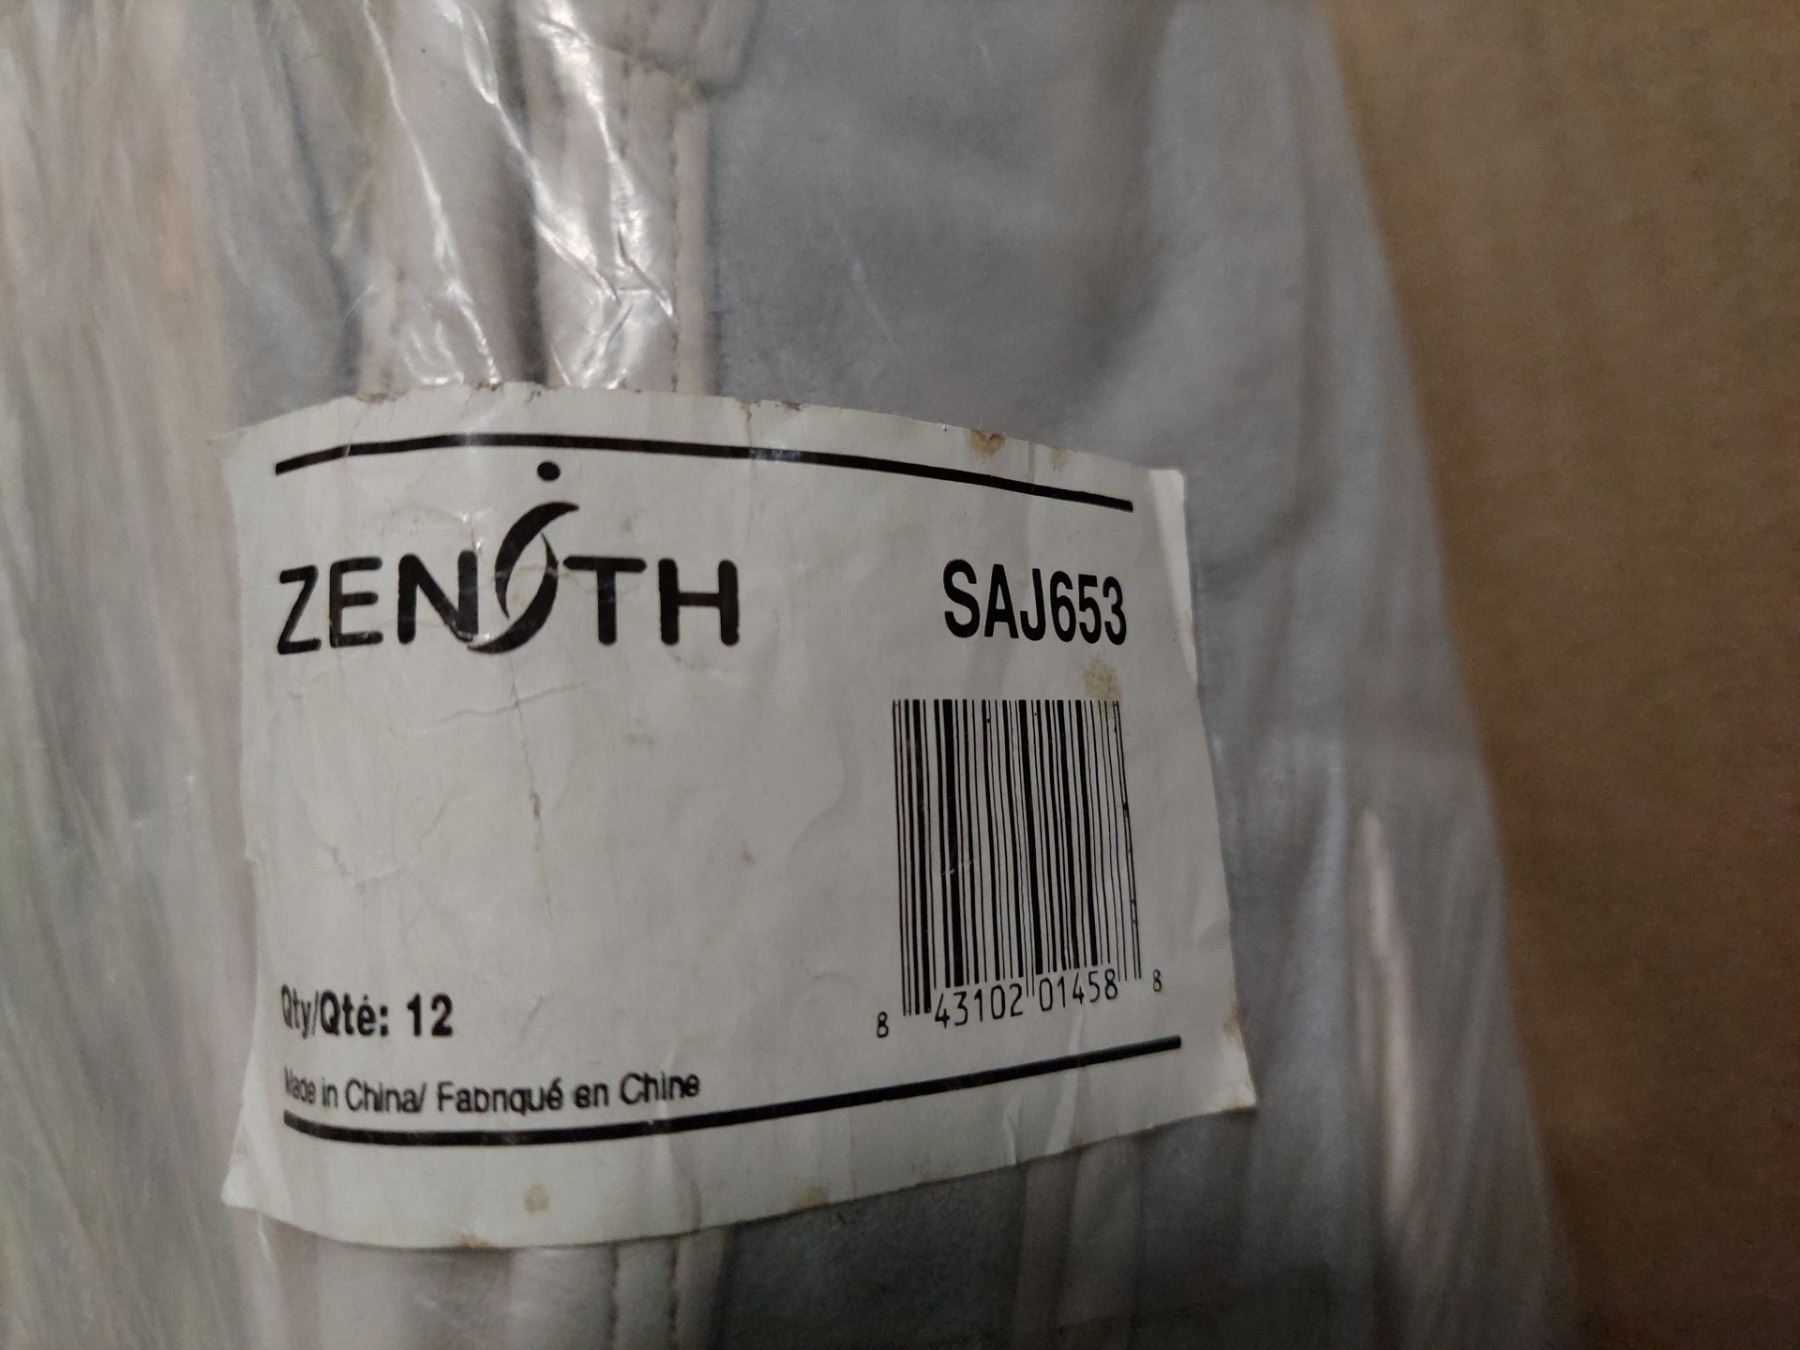 ZENITH
SAJ653
8 43102 01458 8
Qty/Qté: 12
Made in China/ Fabriqué en Chine